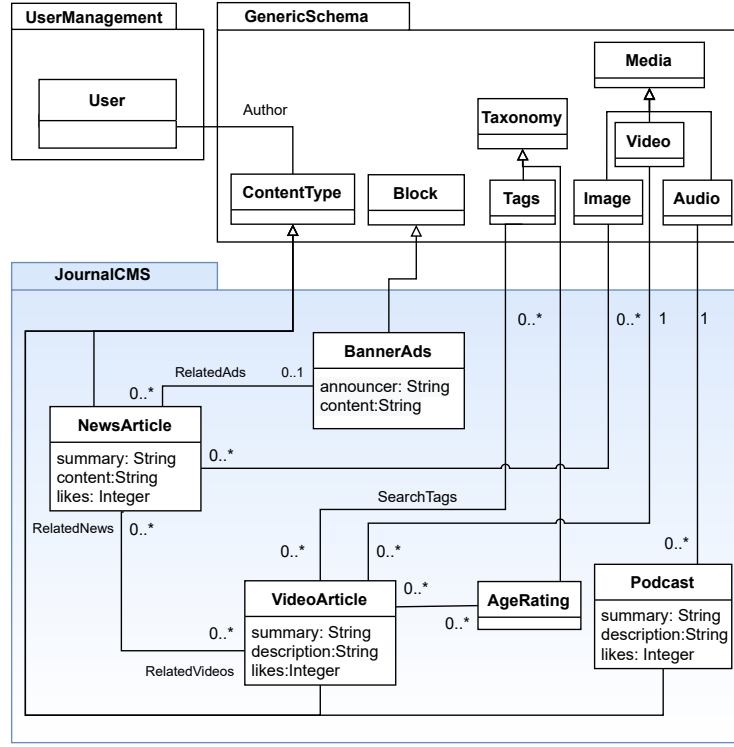 UserManagement
GenericSchema
User
Author
Media
Taxonomy
Video
ContentType
Block
Tags
Image
Audio
JournalCMS
0..*
0..*
1
1
BannerAds
announcer: String
content:String
RelatedAds
0..1
0..*
NewsArticle
summary: String
content:String
likes: Integer
0..*
SearchTags
RelatedNews
0..*
0..*
0..*
0..*
VideoArticle
summary: String
description:String
likes:Integer
0..*
0..*
AgeRating
Podcast
summary: String
description:String
likes: Integer
0..*
RelatedVideos